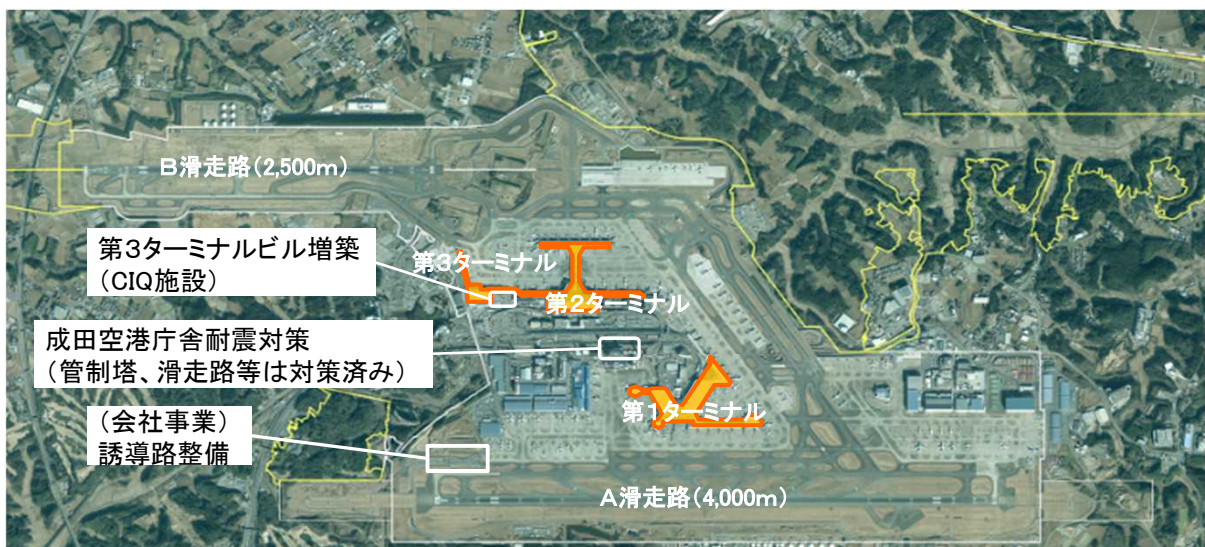 B滑走路(2,500m)
第3ターミナルビル増築
(CIQ施設)
第3ターミナル
第2ターミナル
成田空港庁舎耐震対策
(管制塔、滑走路等は対策済み)
第1ターミナル
(会社事業)
誘導路整備
A滑走路(4,000m)